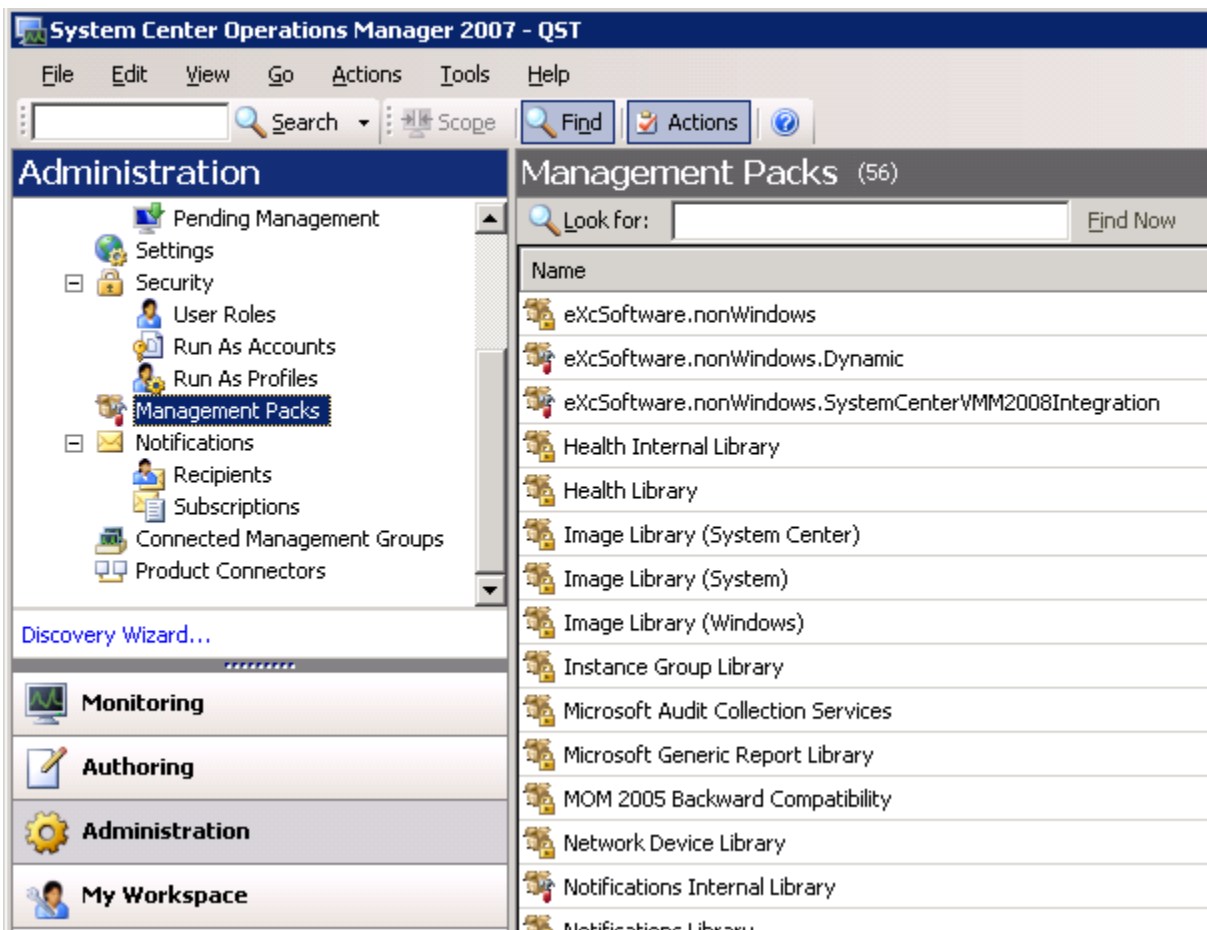 System Center Operations Manager 2007 - QST
File Edit View Go Actions Tools Help
Search Scope Find Actions
Administration
Pending Management
Settings
Security
User Roles
Run As Accounts
Run As Profiles
Management Packs
Notifications
Recipients
Subscriptions
Connected Management Groups
Product Connectors
Discovery Wizard...
Monitoring
Authoring
Administration
My Workspace
Management Packs (56)
Look for: Find Now
Name
eXcSoftware.nonWindows
eXcSoftware.nonWindows.Dynamic
eXcSoftware.nonWindows.SystemCenterVMM2008Integration
Health Internal Library
Health Library
Image Library (System Center)
Image Library (System)
Image Library (Windows)
Instance Group Library
Microsoft Audit Collection Services
Microsoft Generic Report Library
MOM 2005 Backward Compatibility
Network Device Library
Notifications Internal Library
Notifications Library